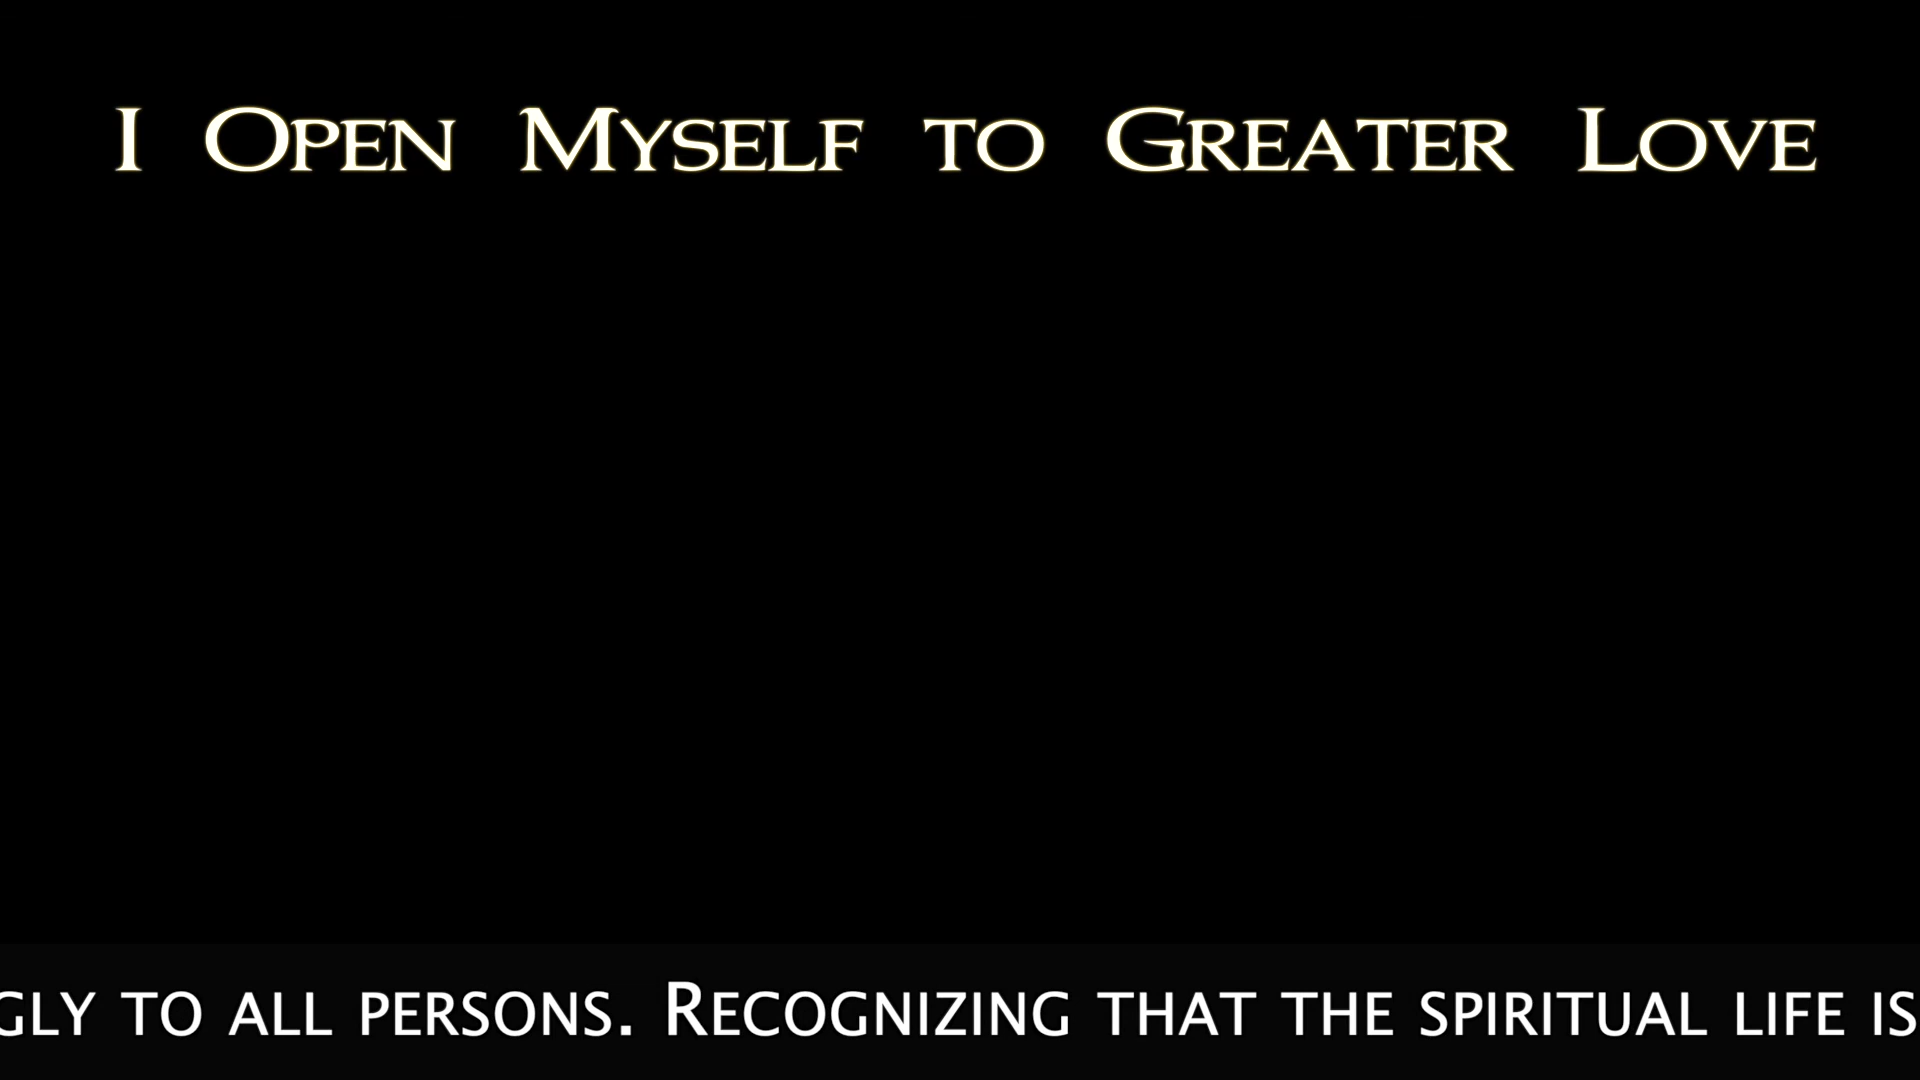 I Open Myself to Greater Love
gly to all persons. Recognizing that the spiritual life is